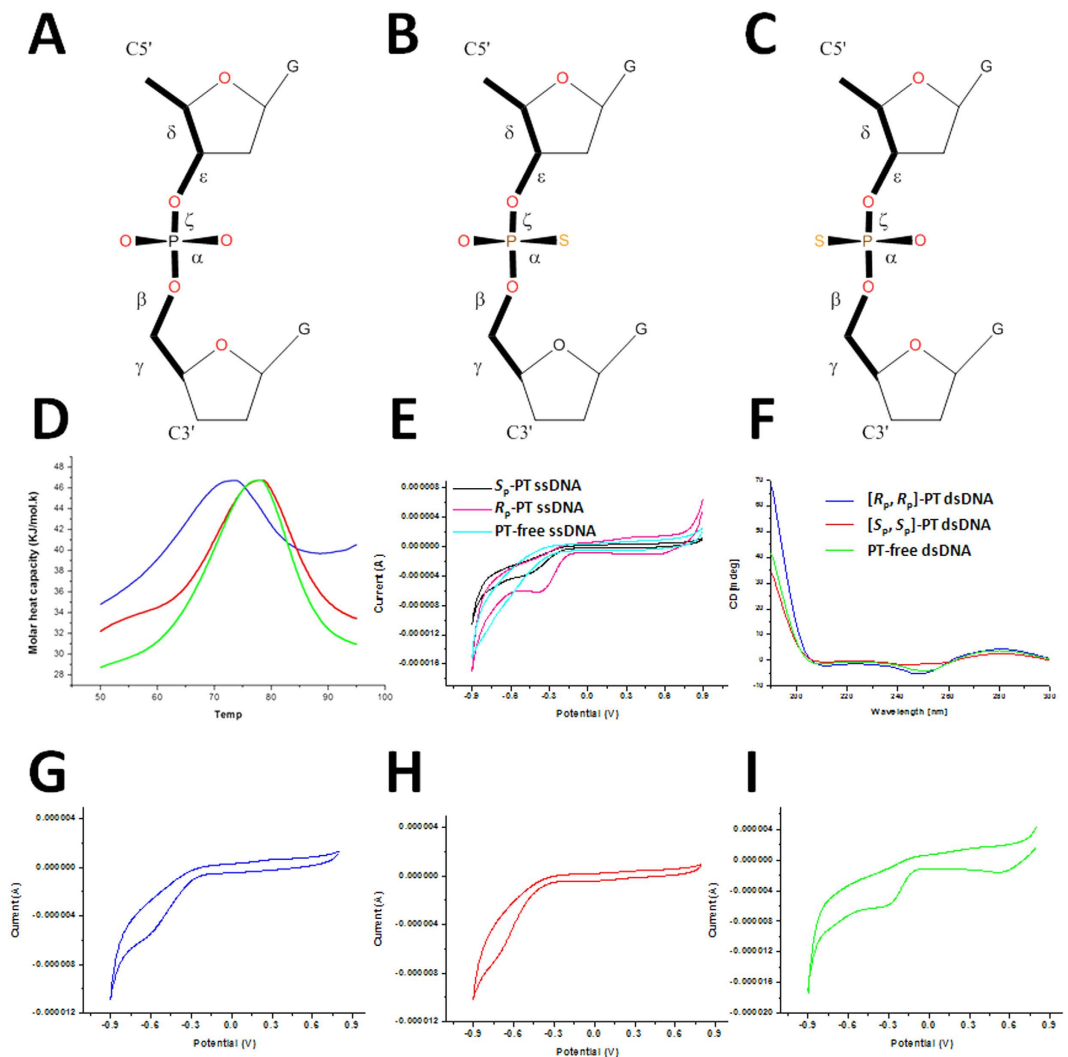 A
B
C
C5'
G
O
δ
ε
O
ζ
O
P
O
α
O
β
G
O
γ
C3'
C5'
G
O
δ
ε
O
ζ
O
P
S
α
O
β
G
O
γ
C3'
C5'
G
O
δ
ε
O
ζ
S
P
O
α
O
β
G
O
γ
C3'
D
E
F
Molar heat capacity (KJ/mol.k)
48
46
44
42
40
38
36
34
32
30
28
50
60
70
80
90
100
Temp
Sp-PT ssDNA
Rp-PT ssDNA
PT-free ssDNA
Current (A)
0.000008
0.000004
0.000000
-0.000004
-0.000008
-0.000012
-0.000016
-0.9
-0.6
-0.3
0.0
0.3
0.6
0.9
Potential (V)
[Rp, Rp]-PT dsDNA
[Sp, Sp]-PT dsDNA
PT-free dsDNA
CD [m deg]
70
60
50
40
30
20
10
0
-10
200
220
240
260
280
300
Wavelength [nm]
G
H
I
Current (A)
0.000004
0.000000
-0.000004
-0.000008
-0.000012
-0.9
-0.6
-0.3
0.0
0.3
0.6
0.9
Potential (V)
Current (A)
0.000004
0.000000
-0.000004
-0.000008
-0.000012
-0.9
-0.6
-0.3
0.0
0.3
0.6
0.9
Potential (V)
Current (A)
0.000004
0.000000
-0.000004
-0.000008
-0.000012
-0.000016
-0.000020
-0.9
-0.6
-0.3
0.0
0.3
0.6
0.9
Potential (V)